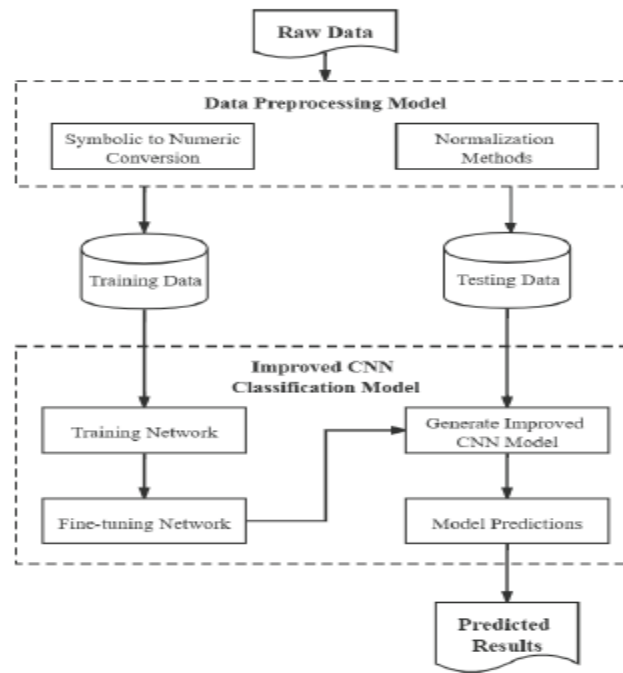 Raw Data
Data Preprocessing Model
Symbolic to Numeric
Conversion
Normalization
Methods
Training Data
Testing Data
Improved CNN
Classification Model
Training Network
Generate Improved
CNN Model
Fine-tuning Network
Model Predictions
Predicted
Results